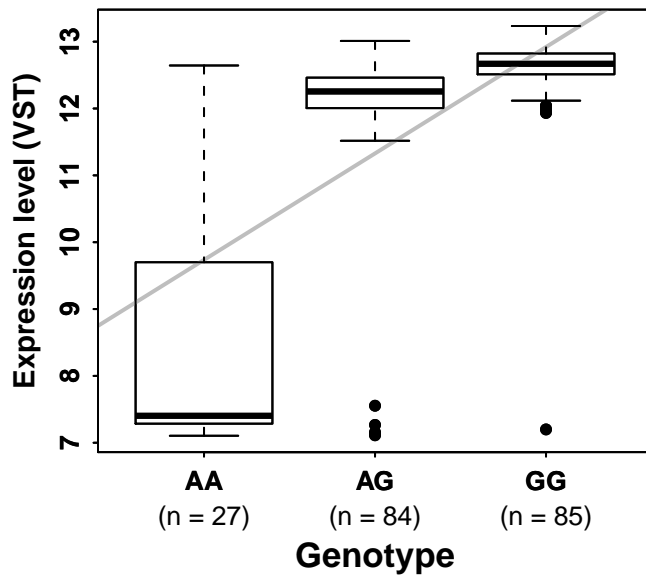 Expression level (VST)
13
12
11
10
9
8
7
AA AG GG
(n = 27) (n = 84) (n = 85)
Genotype